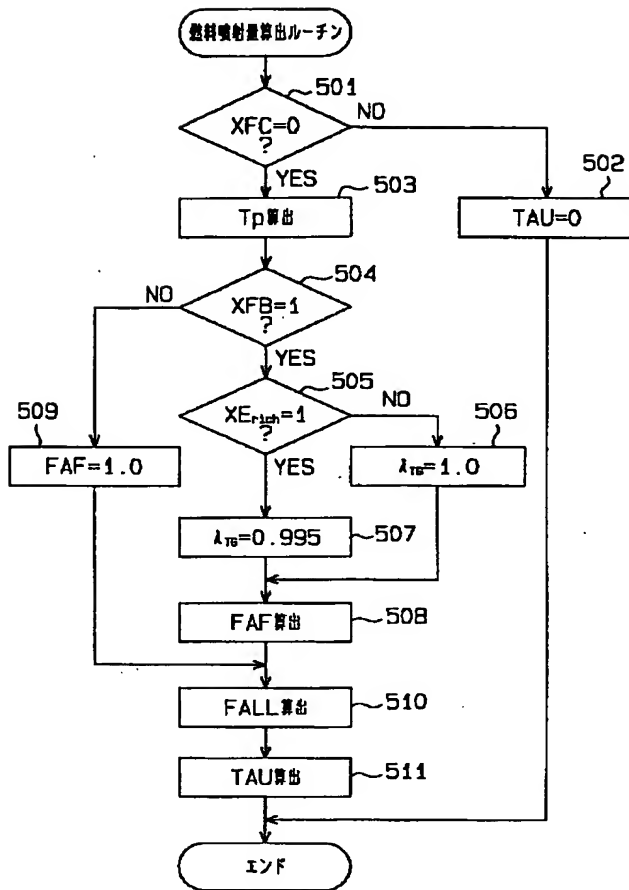 燃料噴射量算出ルーチン
501
XFC=0
?
NO
YES
502
TAU=0
503
Tp算出
504
XFB=1
?
NO
YES
505
XErich=1
?
NO
YES
506
λTG=1.0
509
FAF=1.0
λTG=0.995
507
FAF算出
508
FALL算出
510
TAU算出
511
エンド